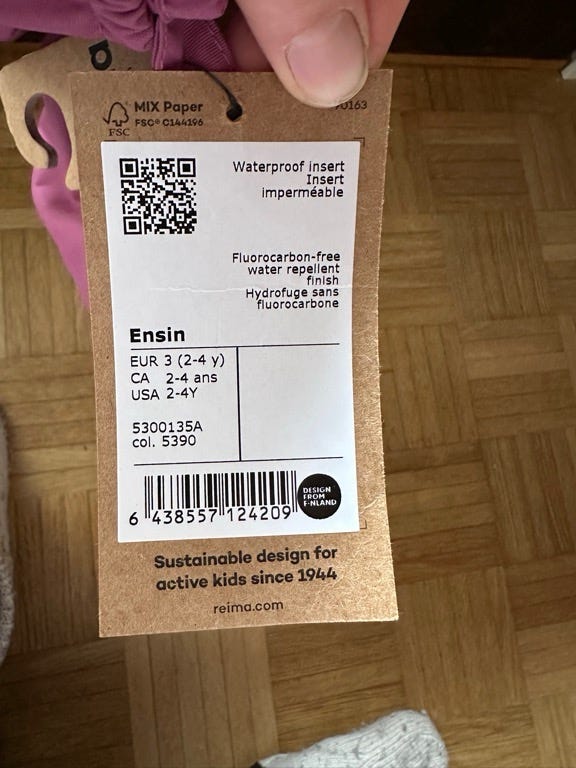 MIX Paper
FSC® C144196
FSC
70163
Waterproof insert
Insert
imperméable
Fluorocarbon-free
water repellent
finish
Hydrofuge sans
fluorocarbone
Ensin
EUR 3 (2-4 y)
CA 2-4 ans
USA 2-4Y
5300135A
col. 5390
6 438557 124209
DESIGN
FROM
FINLAND
Sustainable design for
active kids since 1944
reima.com